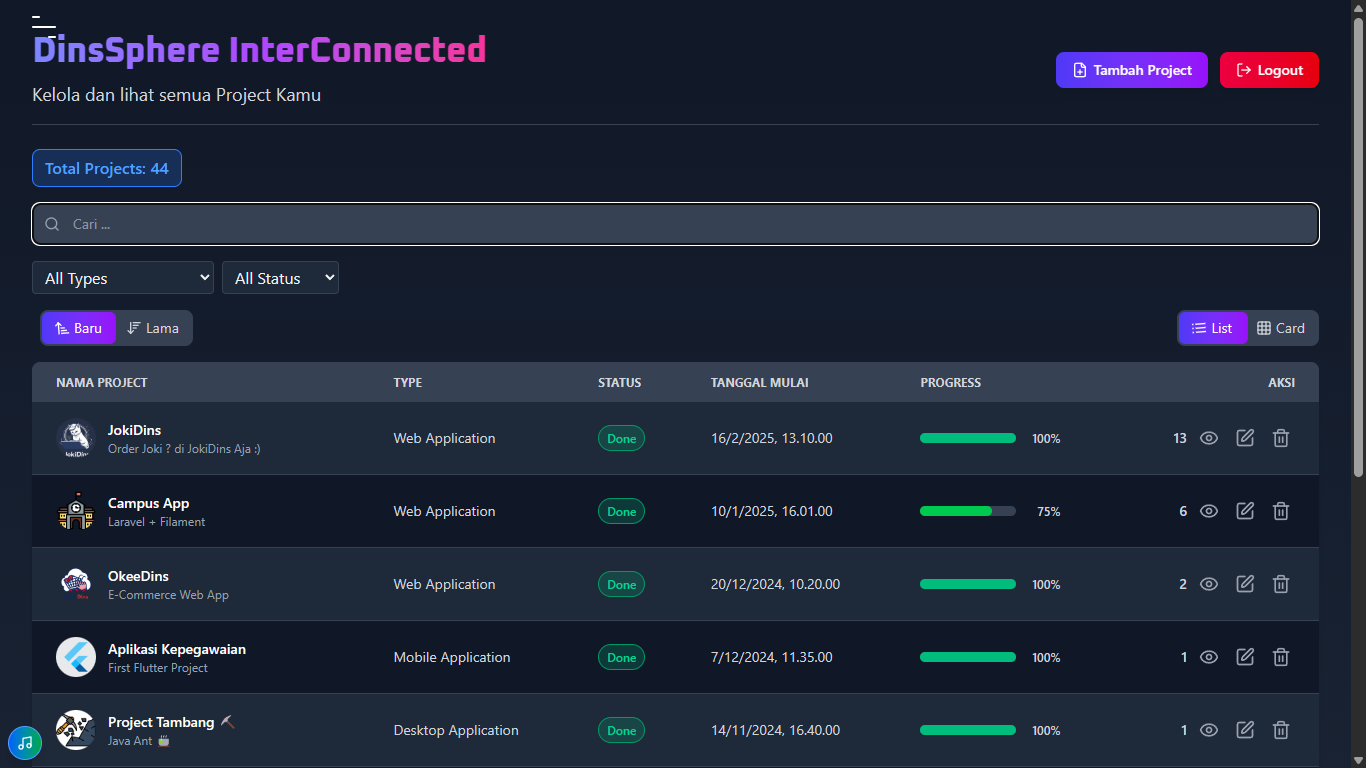 DinsSphere InterConnected
Kelola dan lihat semua Project Kamu
Tambah Project
Logout
Total Projects: 44
Cari ...
All Types
All Status
Baru
Lama
List
Card
NAMA PROJECT TYPE STATUS TANGGAL MULAI PROGRESS AKSI
JokiDins
Order Joki ? di JokiDins Aja :)
Web Application Done 16/2/2025, 13.10.00 100% 13
Campus App
Laravel + Filament
Web Application Done 10/1/2025, 16.01.00 75% 6
OkeeDins
E-Commerce Web App
Web Application Done 20/12/2024, 10.20.00 100% 2
Aplikasi Kepegawaian
First Flutter Project
Mobile Application Done 7/12/2024, 11.35.00 100% 1
Project Tambang
Java Ant
Desktop Application Done 14/11/2024, 16.40.00 100% 1